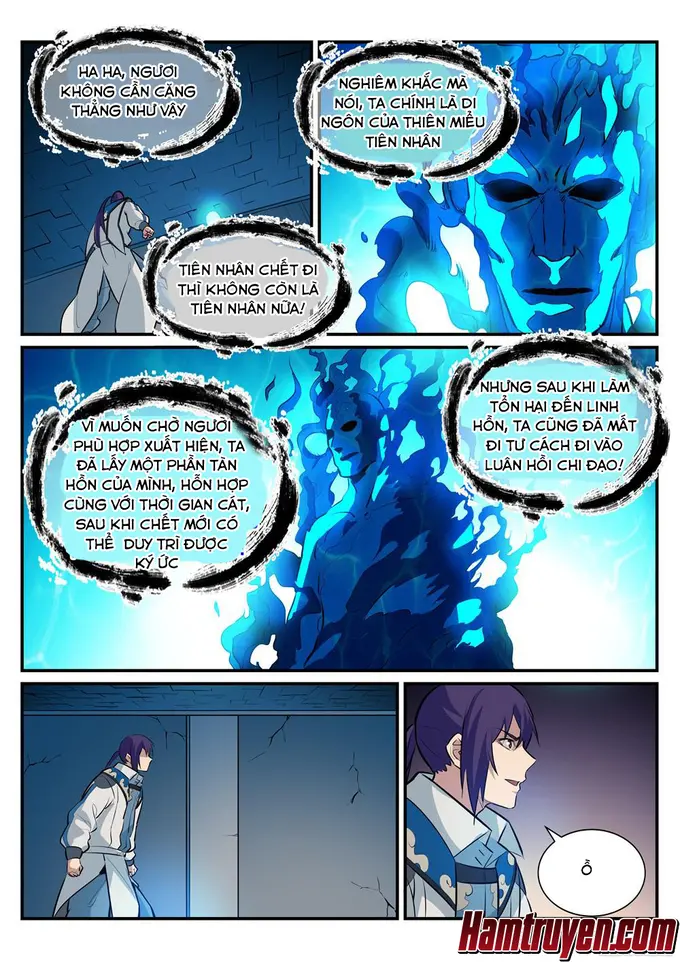 HA HA, NGƯƠI
KHÔNG CẦN CĂNG
THẲNG NHƯ VẬY
NGHIÊM KHẮC MÀ
NÓI, TA CHÍNH LÀ DI
NGÔN CỦA THIÊN MIỂU
TIÊN NHÂN
TIÊN NHÂN CHẾT ĐI
THÌ KHÔNG CÒN LÀ
TIÊN NHÂN NỮA!
VÌ MUỐN CHỜ NGƯỜI
PHÙ HỢP XUẤT HIỆN, TA
ĐÃ LẤY MỘT PHẦN TÀN
HỒN CỦA MÌNH, HỖN HỢP
CÙNG VỚI THỜI GIAN CÁT,
SAU KHI CHẾT MỚI CÓ
THỂ DUY TRÌ ĐƯỢC
KÝ ỨC
NHƯNG SAU KHI LÀM
TỔN HẠI ĐẾN LINH
HỒN, TA CŨNG ĐÃ MẤT
ĐI TƯ CÁCH ĐI VÀO
LUÂN HỒI CHI ĐẠO!
Ồ
Hamtruyen.com